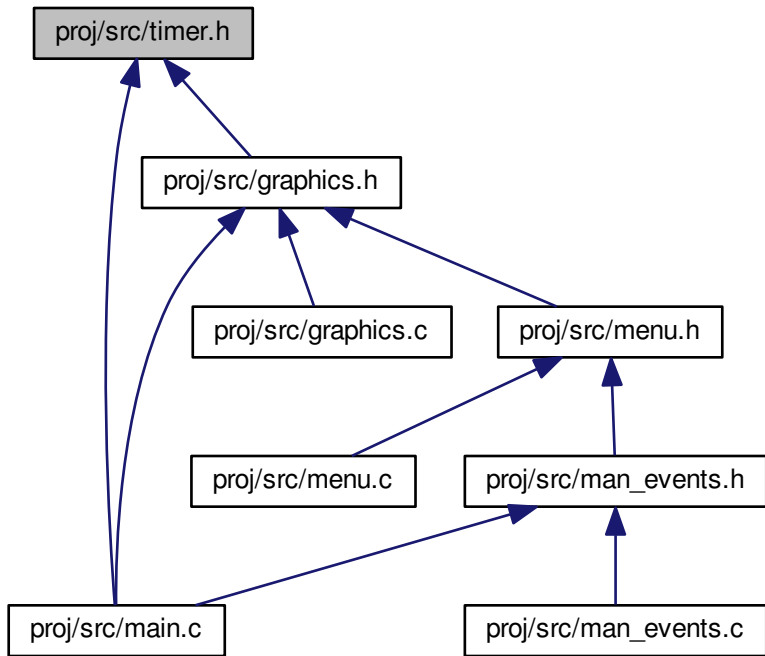 proj/src/timer.h
proj/src/graphics.h
proj/src/graphics.c
proj/src/menu.h
proj/src/menu.c
proj/src/man_events.h
proj/src/main.c
proj/src/man_events.c